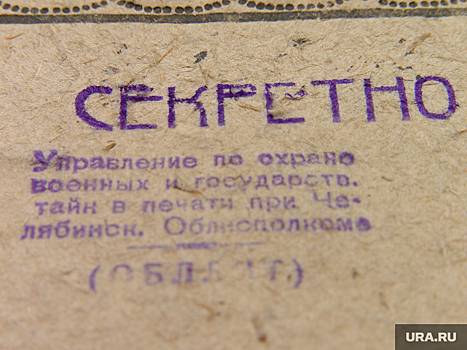 СЕКРЕТНО
Управление по охране
военных и государств.
тайн в печати при Че-
лябинск. Облисполкоме
(ОБЛЛИТ)
URA.RU